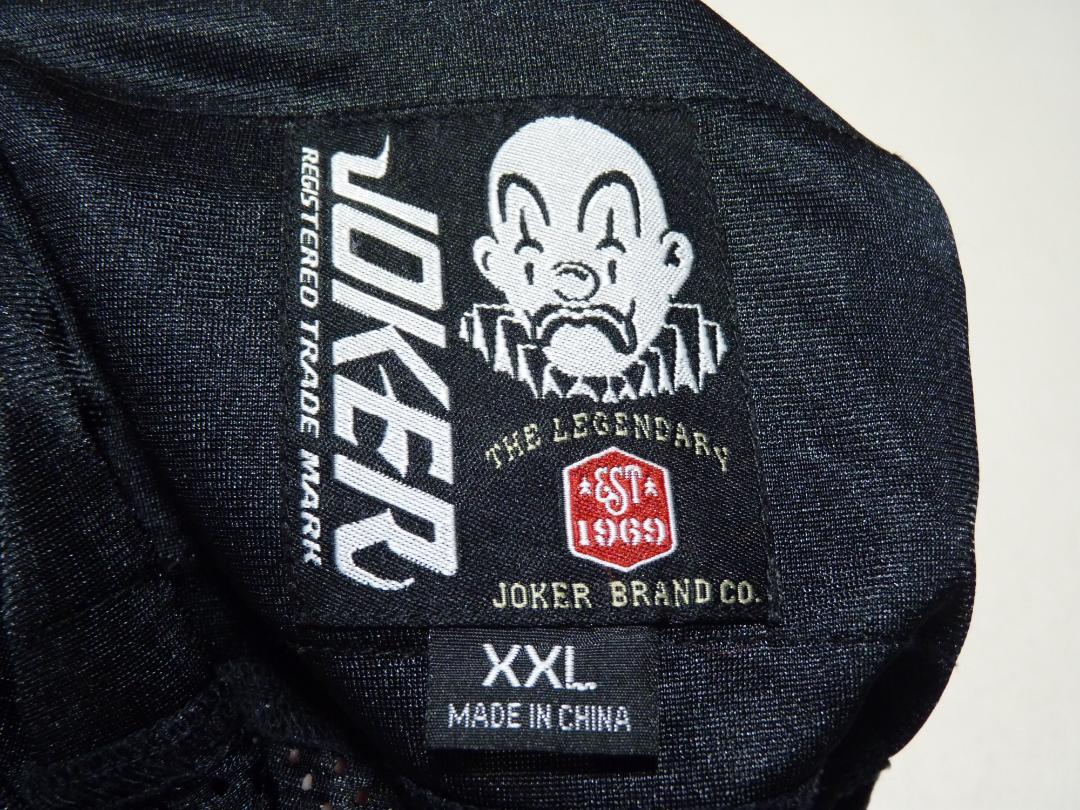 JOKER
REGISTERED TRADE MARK
THE LEGENDARY
EST
1969
JOKER BRAND CO.
XXL
MADE IN CHINA